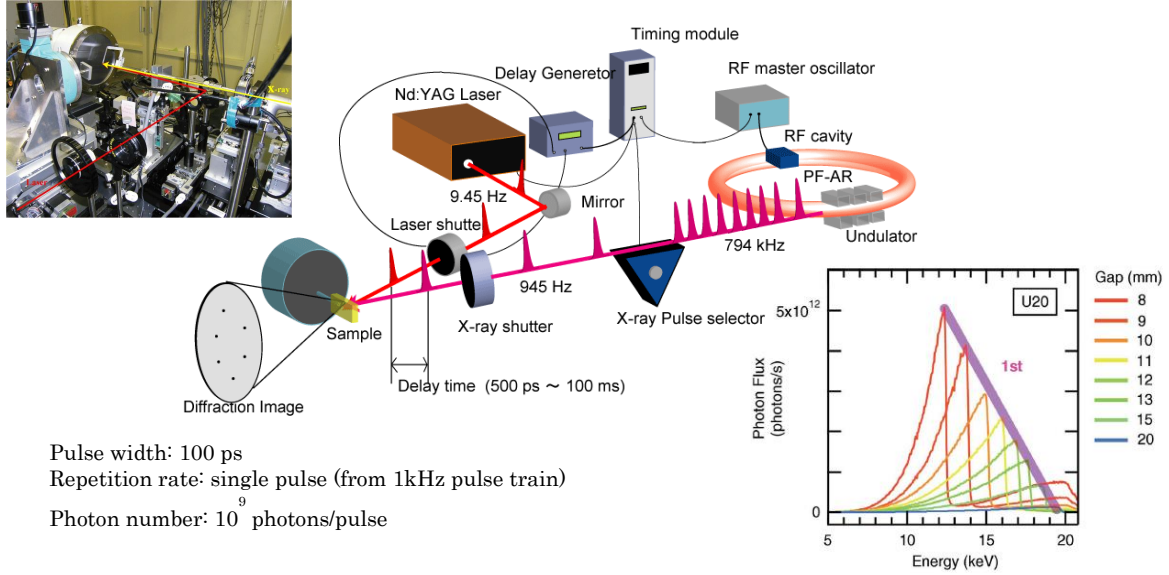 X-ray
Laser
Timing module
Delay Generetor
RF master oscillator
Nd:YAG Laser
RF cavity
PF-AR
9.45 Hz
Mirror
Laser shutte
Undulator
794 kHz
945 Hz
X-ray shutter
X-ray Pulse selector
Sample
Delay time (500 ps ～ 100 ms)
Diffraction Image
Pulse width: 100 ps
Repetition rate: single pulse (from 1kHz pulse train)
Photon number: 10^9 photons/pulse
Gap (mm)
U20
8
9
10
11
12
13
15
20
1st
5x10^12
0
Photon Flux
(photons/s)
5 10 15 20
Energy (keV)